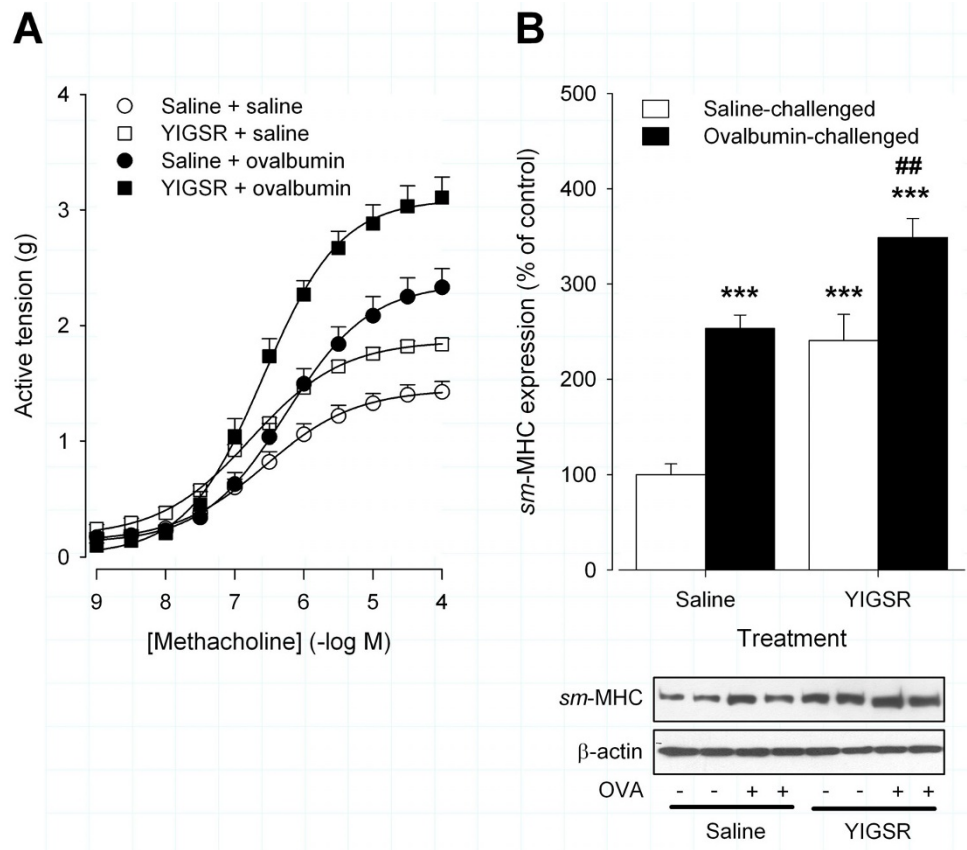 A
4
3
2
1
0
Active tension (g)
Saline + saline
YIGSR + saline
Saline + ovalbumin
YIGSR + ovalbumin
9 8 7 6 5 4
[Methacholine] (-log M)
B
500
400
300
200
100
0
sm-MHC expression (% of control)
Saline-challenged
Ovalbumin-challenged
##
***
*** ***
Saline YIGSR
Treatment
sm-MHC
β-actin
OVA - - + + - - + +
Saline YIGSR